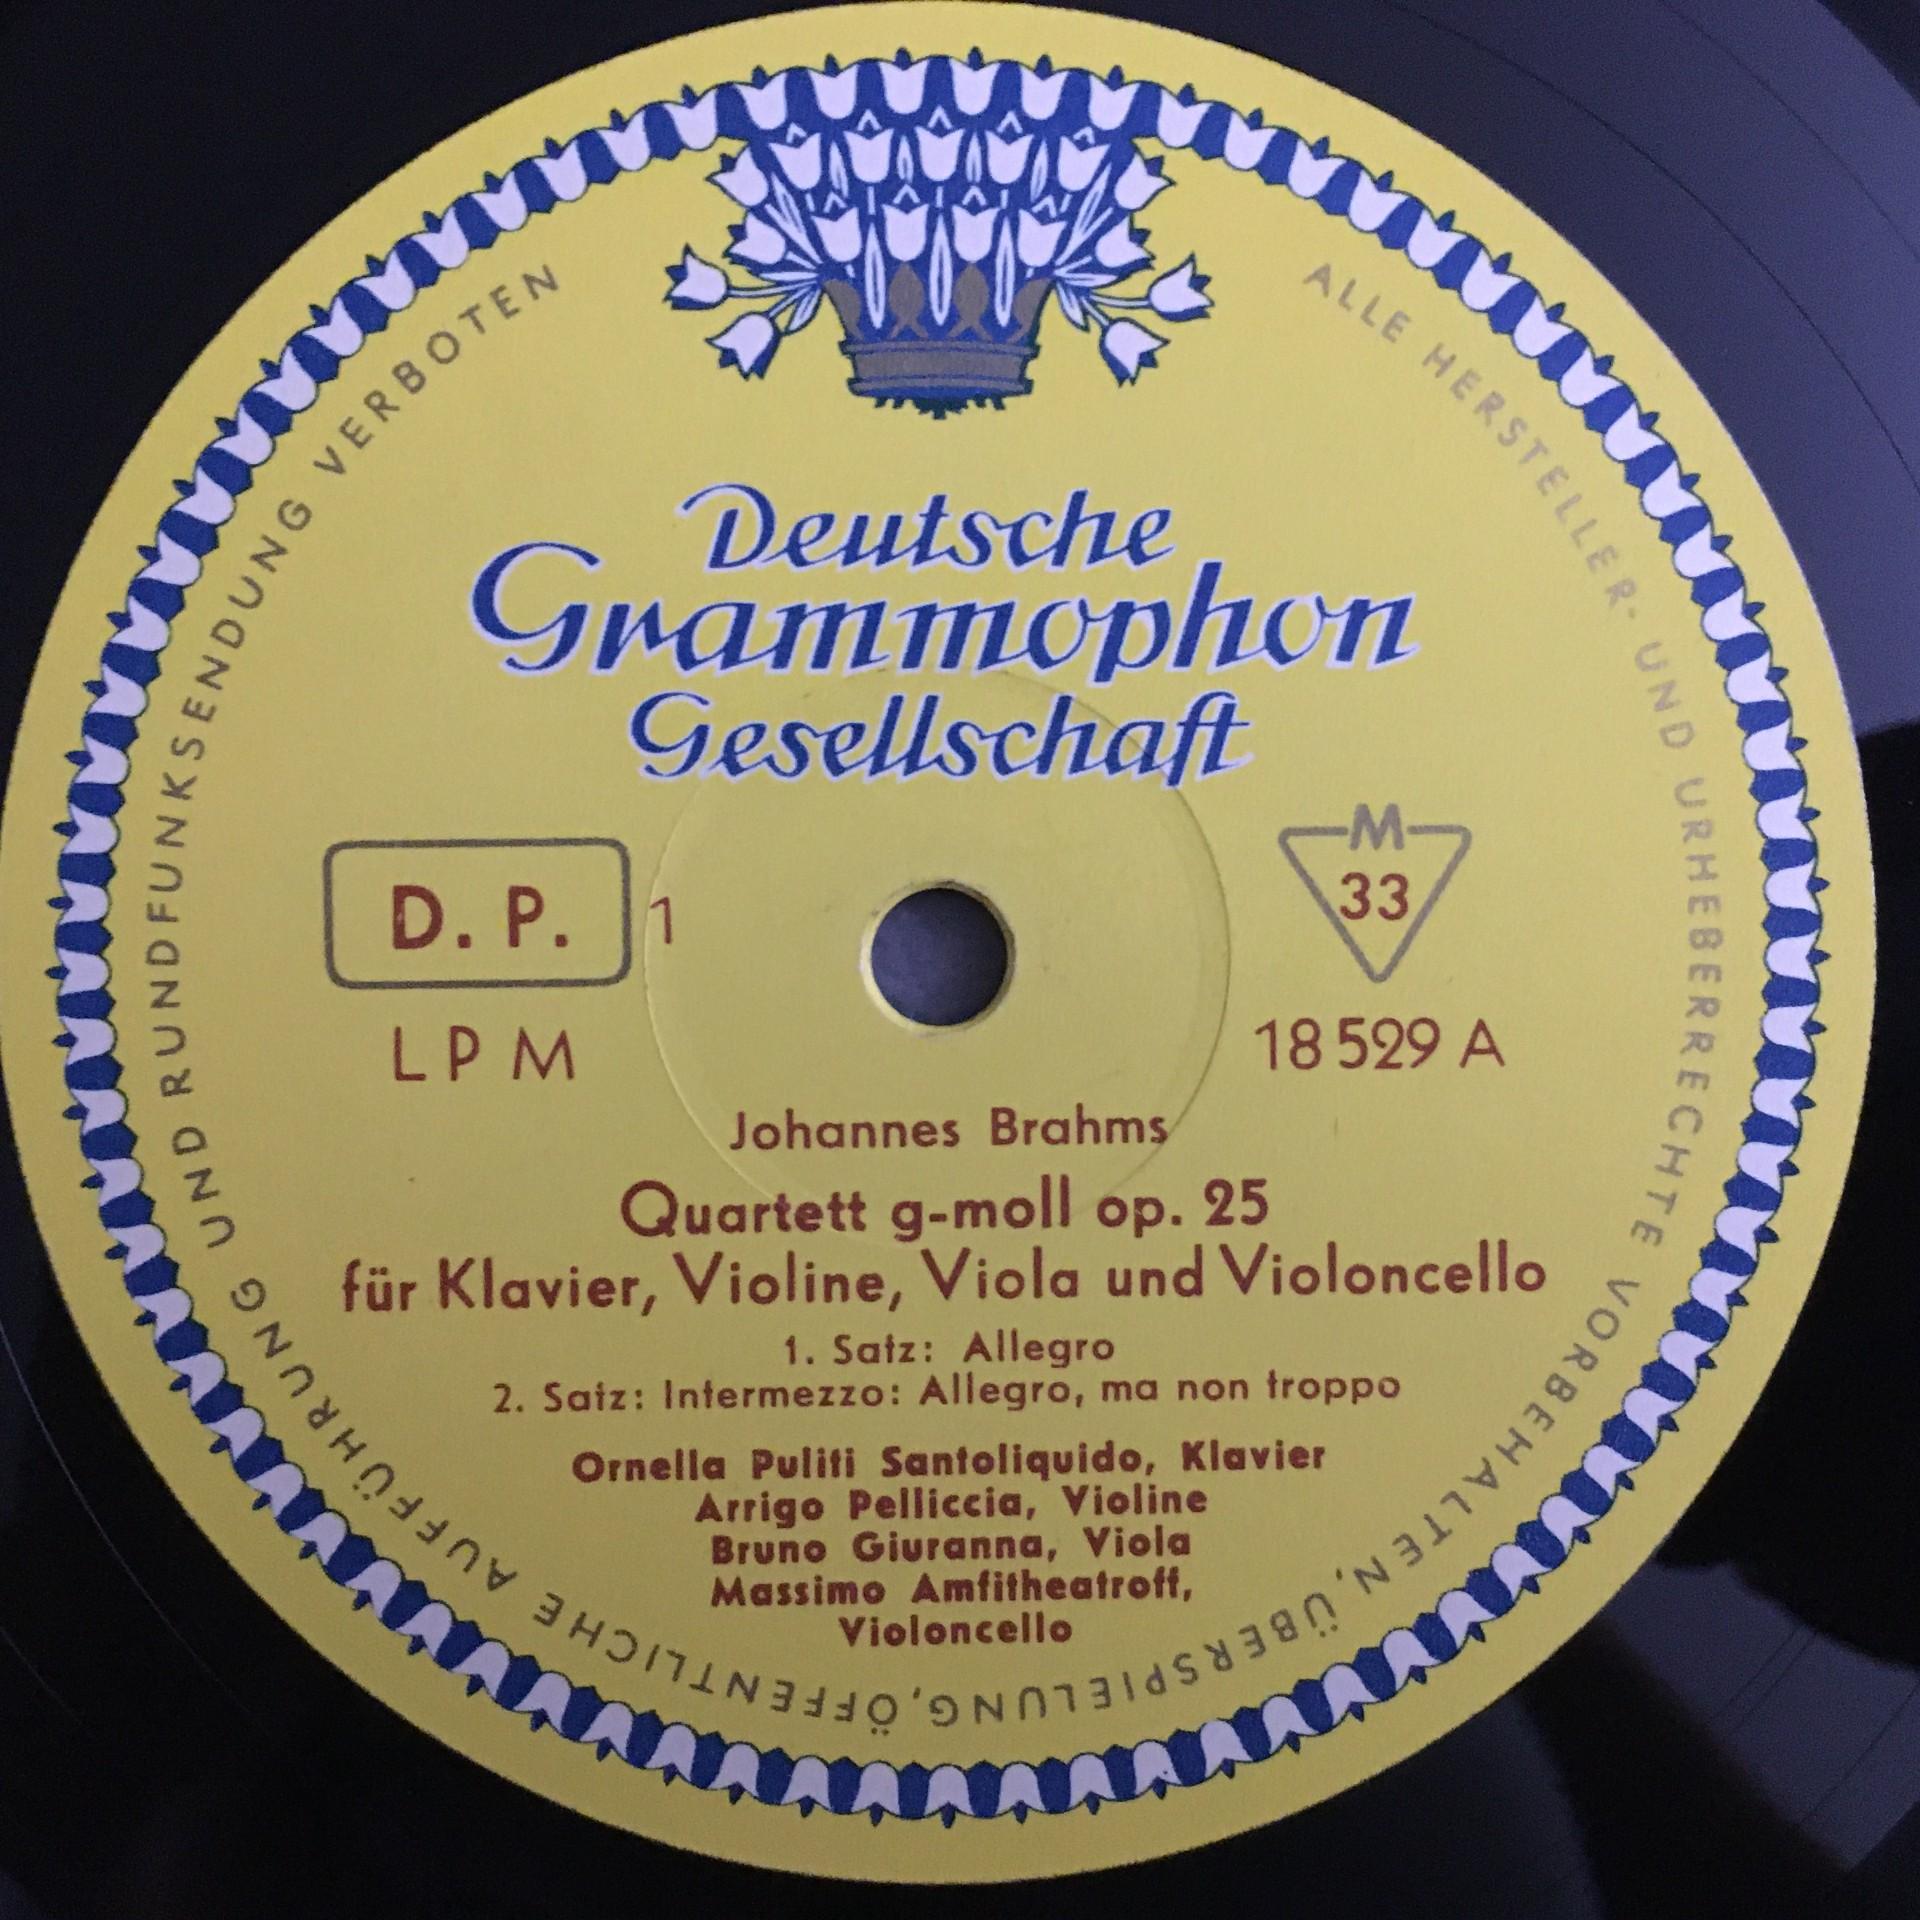 Deutsche
Grammophon
Gesellschaft
D. P. 1
M
33
LPM
18 529 A
Johannes Brahms
Quartett g-moll op. 25
für Klavier, Violine, Viola und Violoncello
1. Satz: Allegro
2. Satz: Intermezzo: Allegro, ma non troppo
Ornella Puliti Santoliquido, Klavier
Arrigo Pelliccia, Violine
Bruno Giuranna, Viola
Massimo Amfitheatroff,
Violoncello
ALLE HERSTELLER- UND URHEBERRECHTE VORBEHALTEN, ÜBERSPIELUNG, ÖFFENTLICHE AUFFÜHRUNG UND RUNDFUNKSENDUNG VERBOTEN